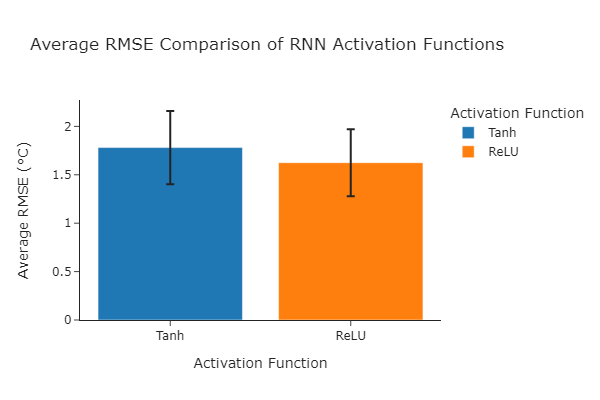 Average RMSE Comparison of RNN Activation Functions
Average RMSE (°C)
2
1.5
1
0.5
0
Tanh
ReLU
Activation Function
Activation Function
Tanh
ReLU